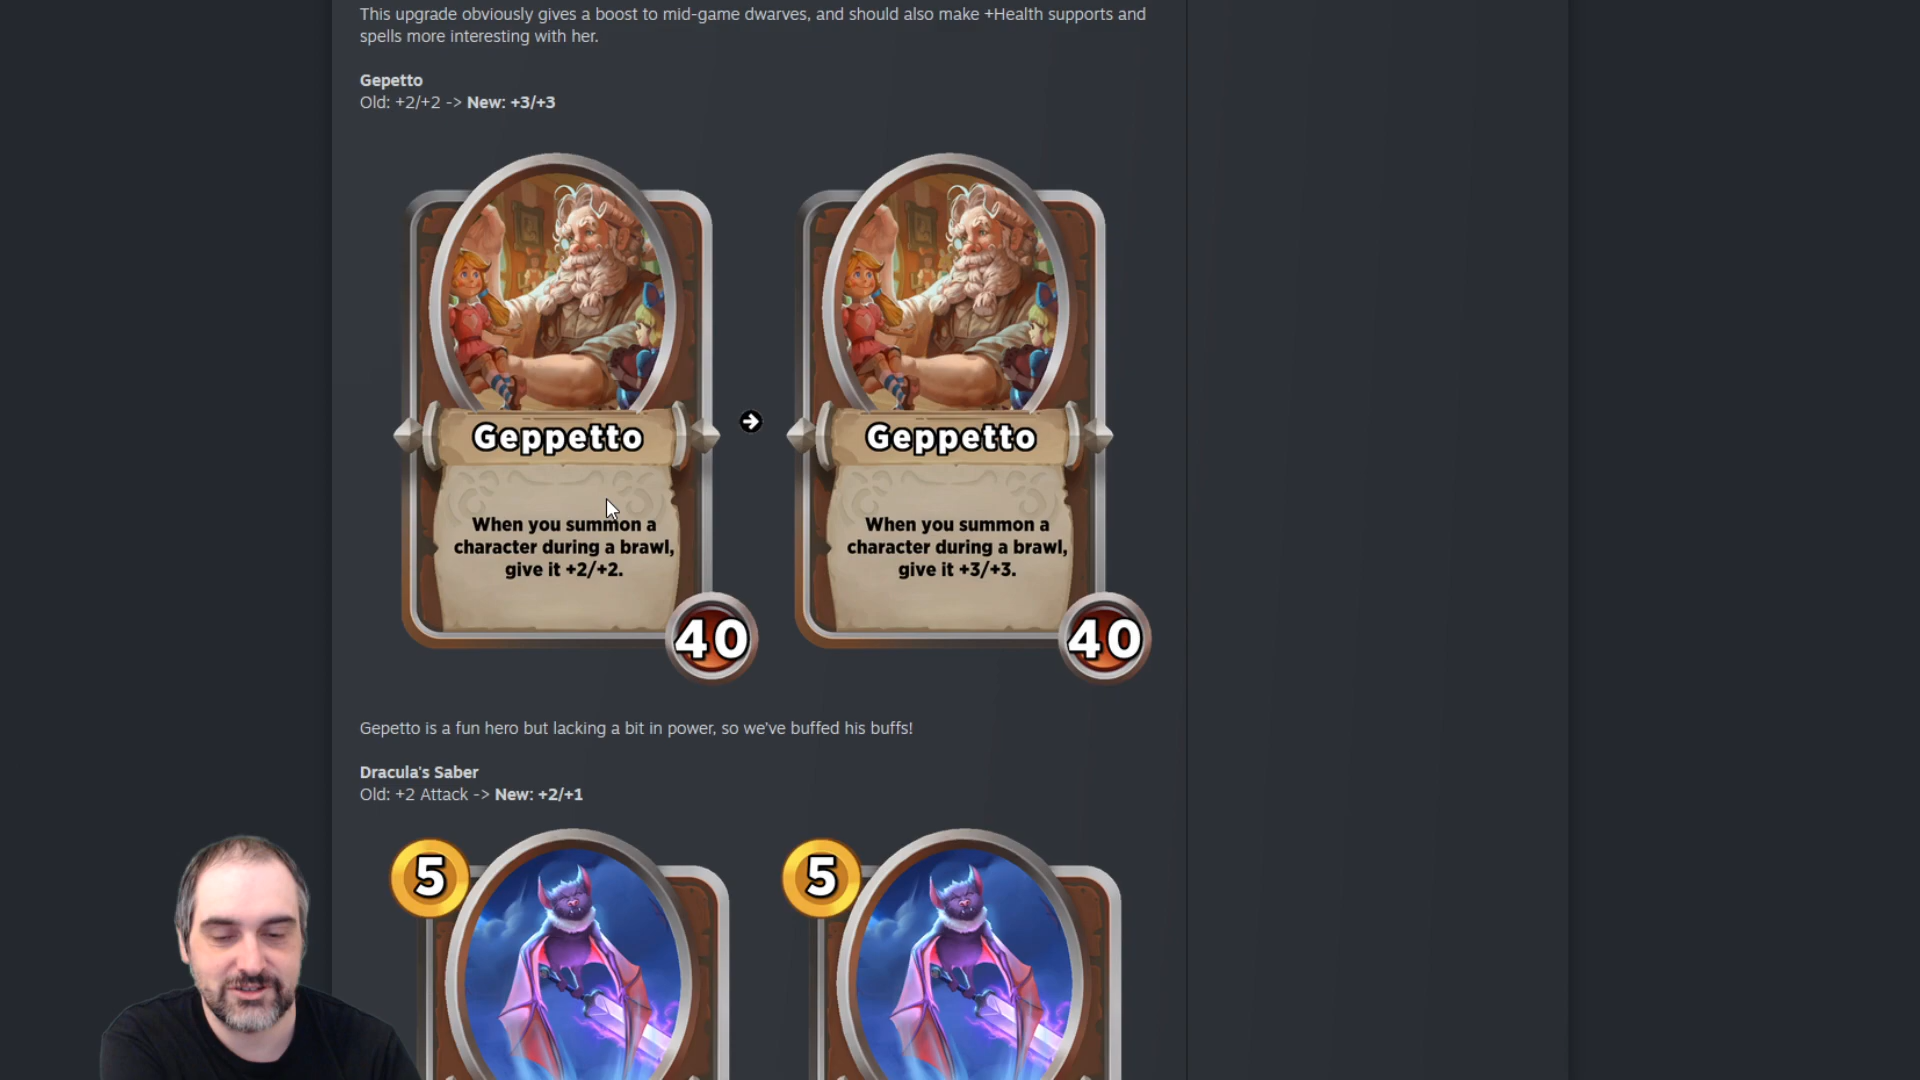 This upgrade obviously gives a boost to mid-game dwarves, and should also make +Health supports and
spells more interesting with her.
Gepetto
Old: +2/+2 -> New: +3/+3
Geppetto
When you summon a
character during a brawl,
give it +2/+2.
40
Geppetto
When you summon a
character during a brawl,
give it +3/+3.
40
Gepetto is a fun hero but lacking a bit in power, so we've buffed his buffs!
Dracula's Saber
Old: +2 Attack -> New: +2/+1
5
5